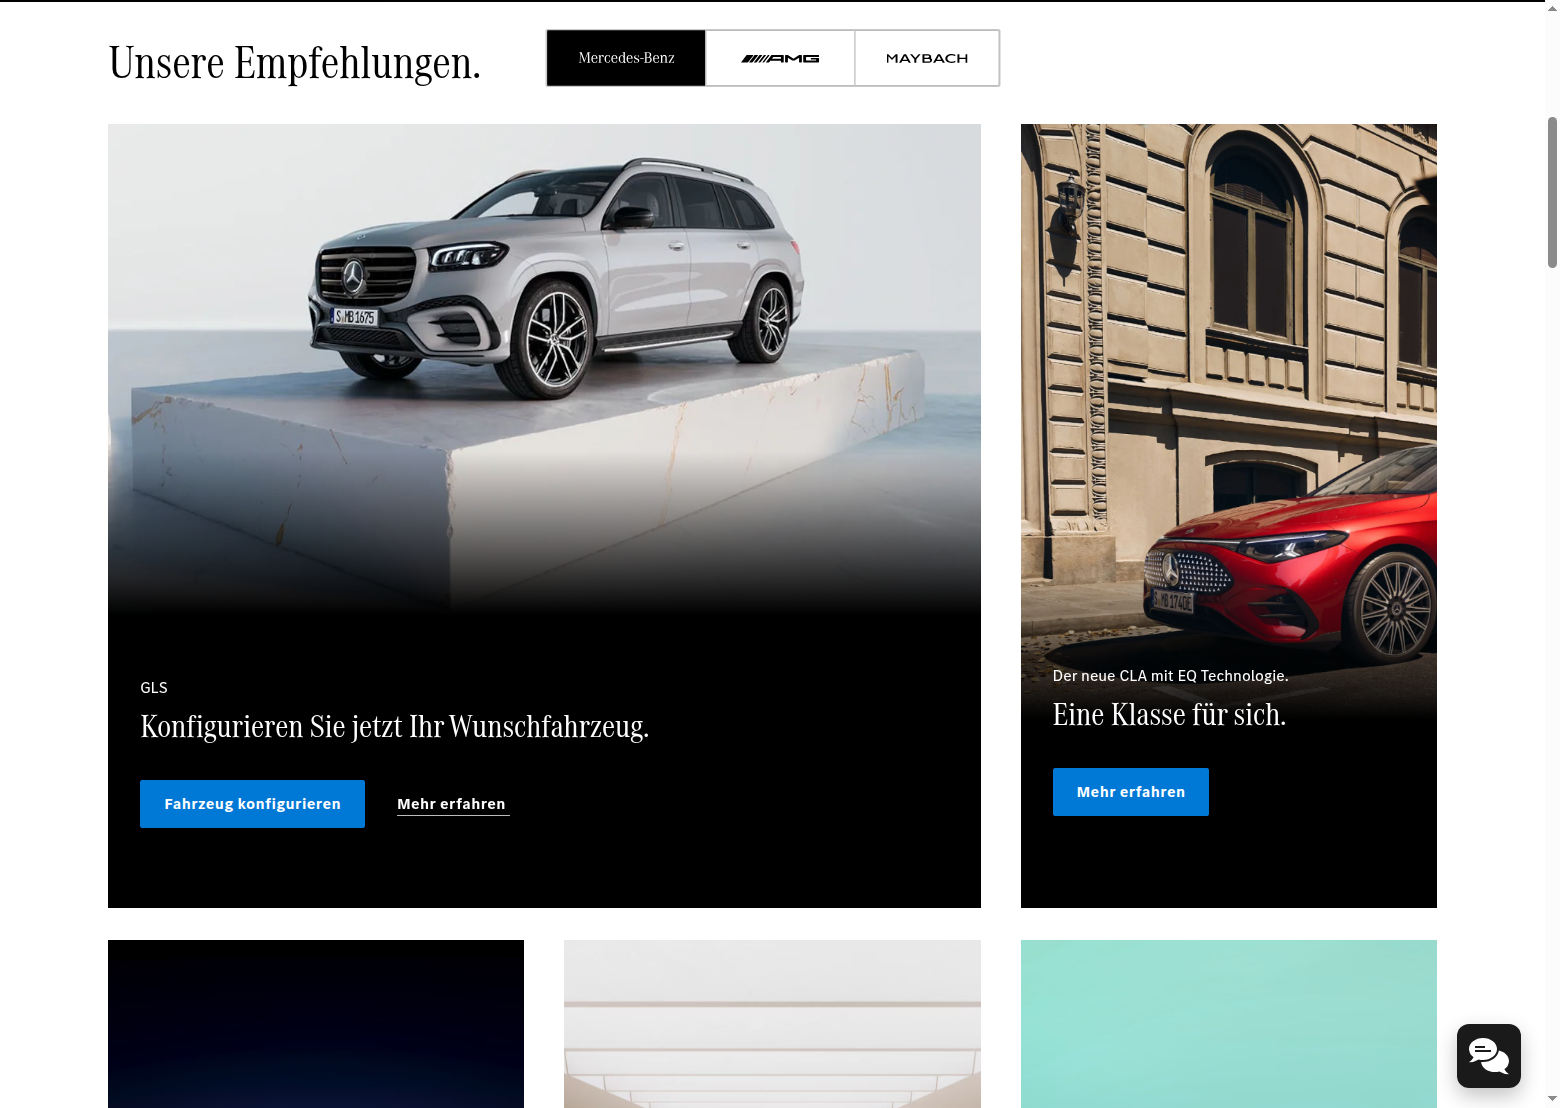 Unsere Empfehlungen.
Mercedes-Benz
AMG
MAYBACH
S MB 1675
GLS
Konfigurieren Sie jetzt Ihr Wunschfahrzeug.
Fahrzeug konfigurieren
Mehr erfahren
S MB 1740E
Der neue CLA mit EQ Technologie.
Eine Klasse für sich.
Mehr erfahren